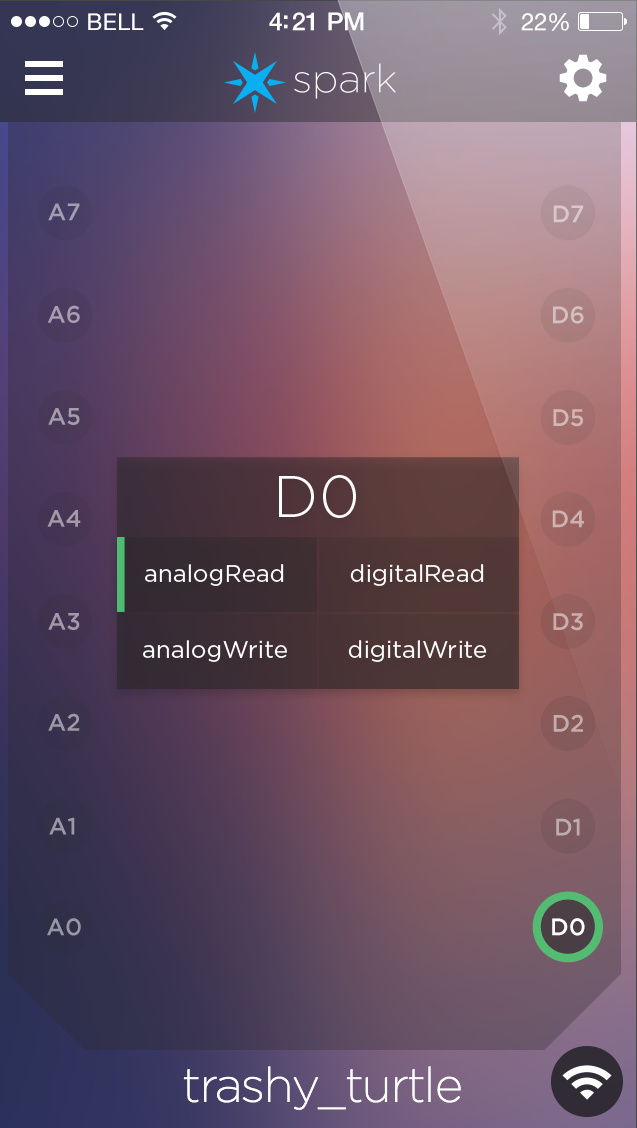 BELL 4:21 PM 22%
spark
A7 D7
A6 D6
A5 D5
A4 D4
D0
analogRead digitalRead
A3 D3
analogWrite digitalWrite
A2 D2
A1 D1
A0 D0
trashy_turtle